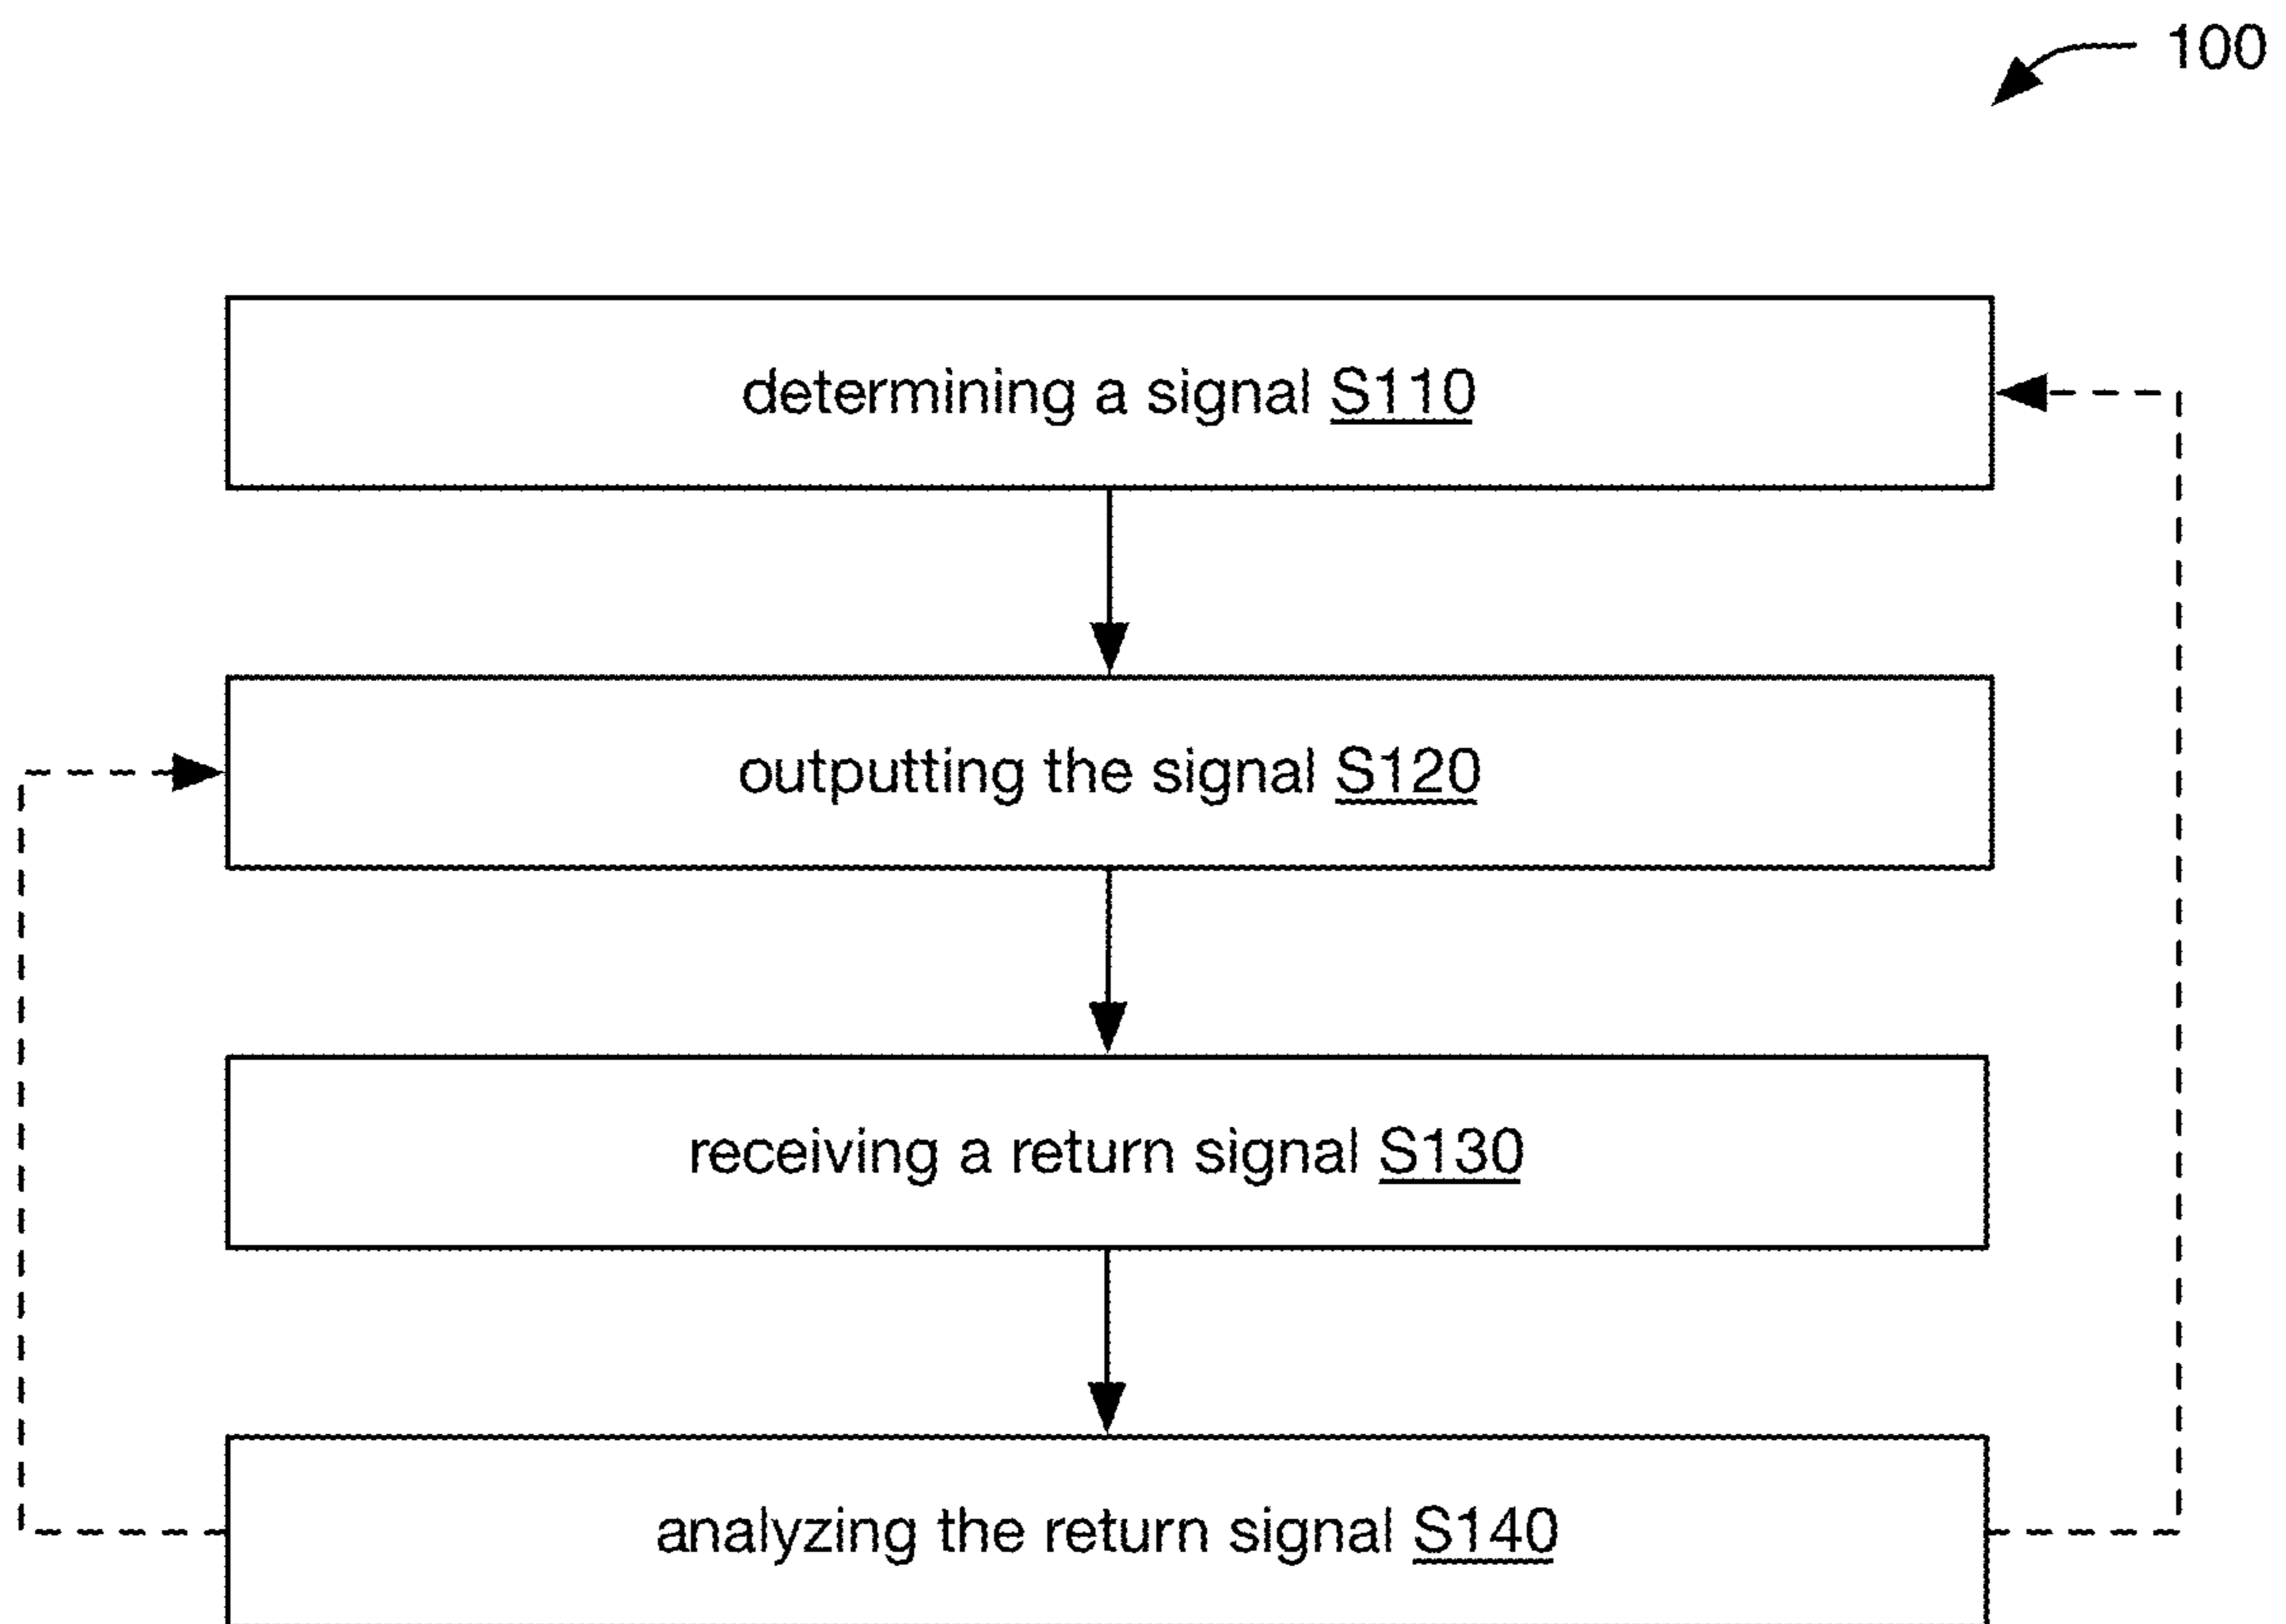 100
determining a signal S110
outputting the signal S120
receiving a return signal S130
analyzing the return signal S140